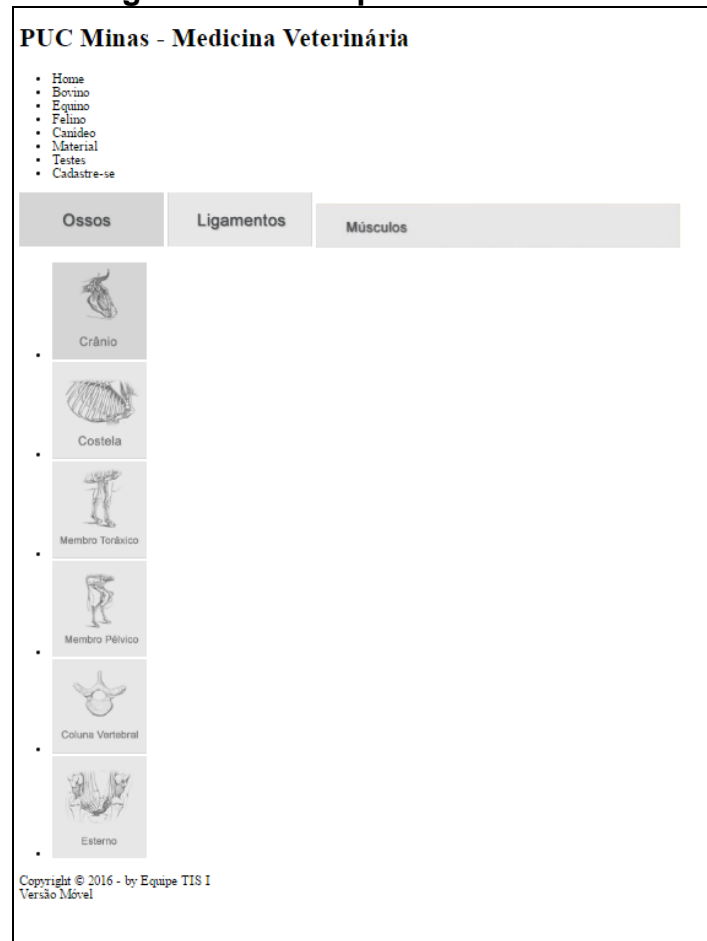 PUC Minas - Medicina Veterinária
Home
Bovino
Equino
Felino
Canídeo
Material
Testes
Cadastre-se
Ossos Ligamentos Músculos
Crânio
Costela
Membro Toráxico
Membro Pélvico
Coluna Vertebral
Esterno
Copyright © 2016 - by Equipe TIS I
Versão Móvel